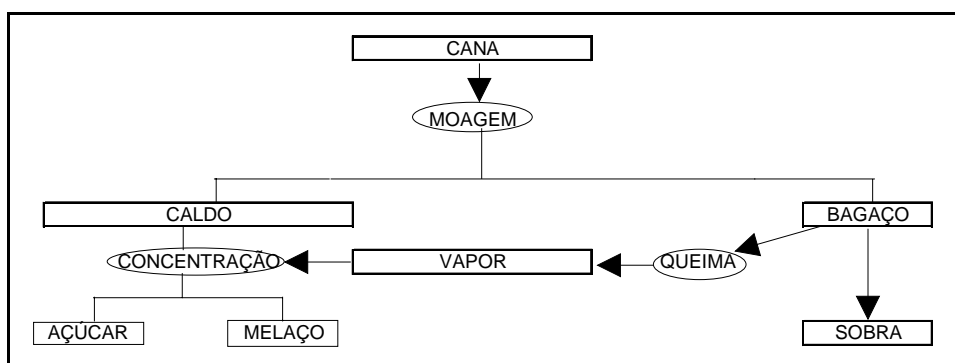 CANA
MOAGEM
CALDO
BAGAÇO
CONCENTRAÇÃO
VAPOR
QUEIMA
AÇÚCAR
MELAÇO
SOBRA